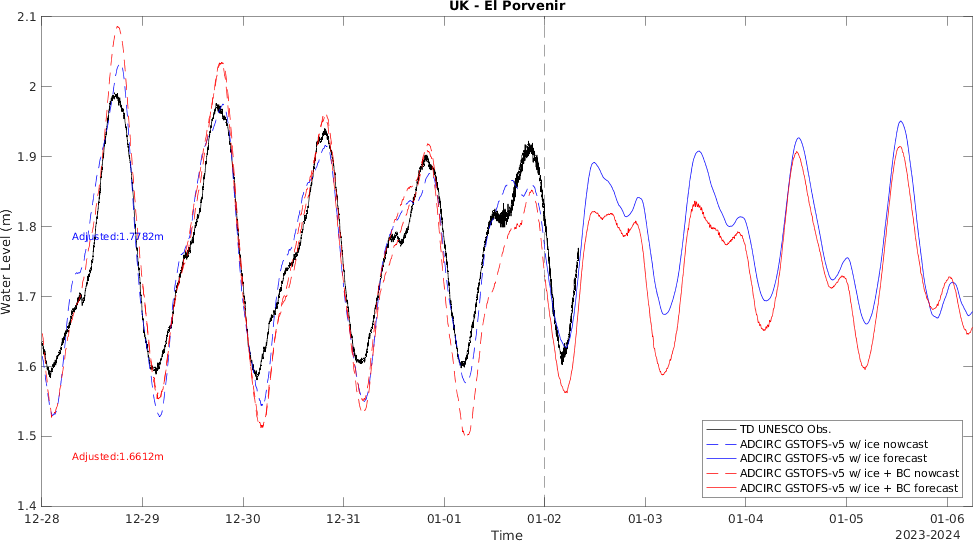 UK - El Porvenir
2.1
2
1.9
1.8
1.7
1.6
1.5
1.4
Water Level (m)
Adjusted:1.7782m
Adjusted:1.6612m
TD UNESCO Obs.
ADCIRC GSTOFS-v5 w/ ice nowcast
ADCIRC GSTOFS-v5 w/ ice forecast
ADCIRC GSTOFS-v5 w/ ice + BC nowcast
ADCIRC GSTOFS-v5 w/ ice + BC forecast
12-28 12-29 12-30 12-31 01-01 01-02 01-03 01-04 01-05 01-06
Time
2023-2024